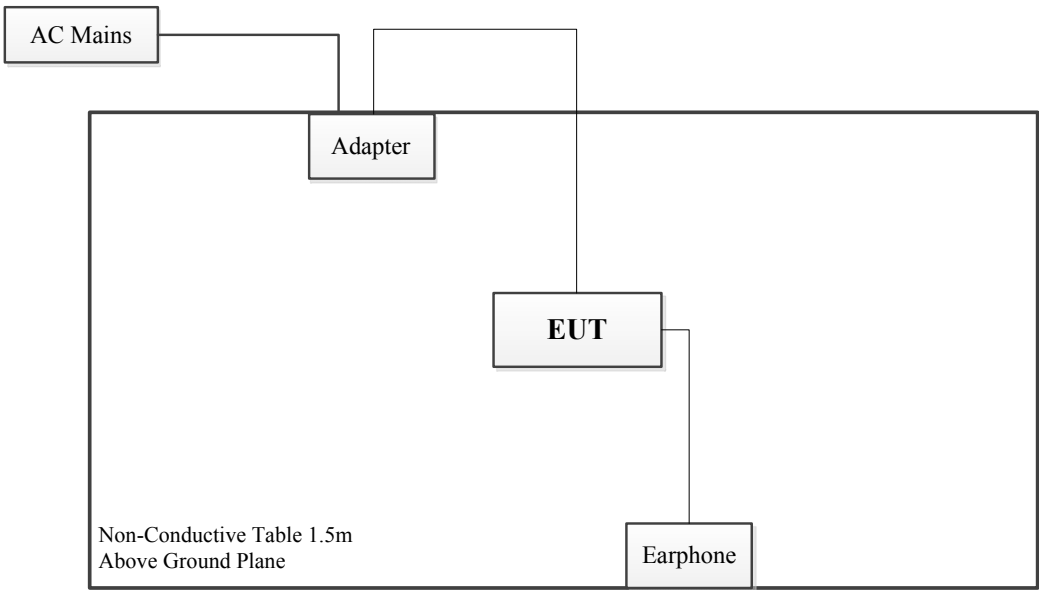 AC Mains
Adapter
EUT
Non-Conductive Table 1.5m
Above Ground Plane
Earphone